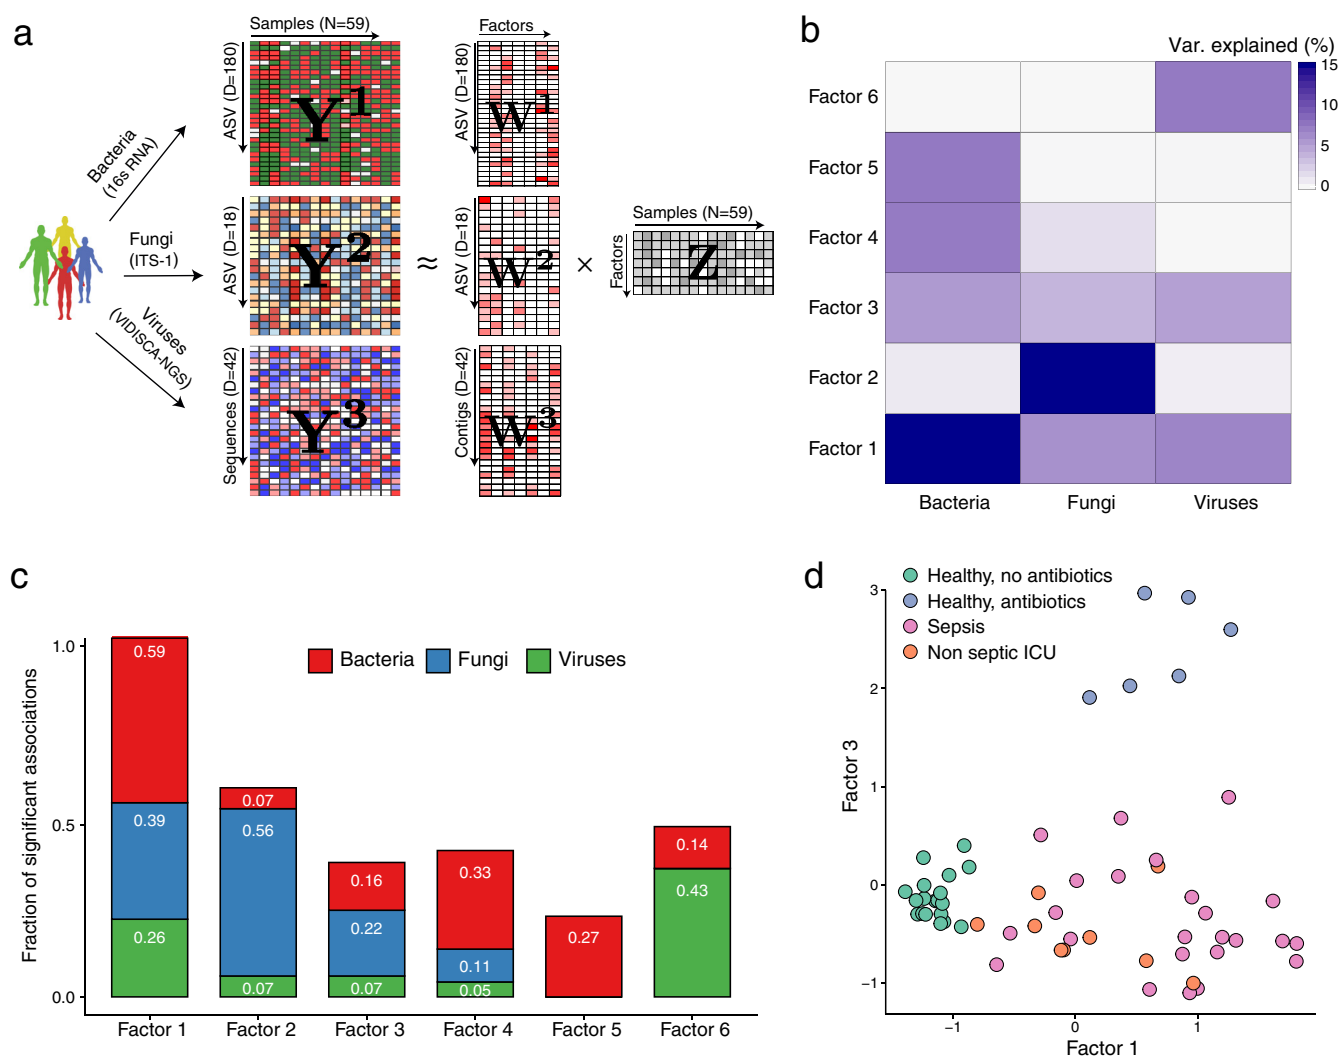 a
Samples (N=59)
ASV (D=180)
Y1
Factors
ASV (D=180)
W1
Bacteria
(16s RNA)
Fungi
(ITS-1)
Viruses
(VIDISCA-NGS)
ASV (D=18)
Y2
≈
ASV (D=18)
W2
×
Samples (N=59)
Factors
Z
Sequences (D=42)
Y3
Contigs (D=42)
W3
b
Var. explained (%)
15
10
5
0
Factor 6
Factor 5
Factor 4
Factor 3
Factor 2
Factor 1
Bacteria Fungi Viruses
c
Fraction of significant associations
1.0
0.5
0.0
Bacteria Fungi Viruses
0.59
0.39
0.26
0.07
0.56
0.07
0.16
0.22
0.07
0.33
0.11
0.05
0.27
0.14
0.43
Factor 1 Factor 2 Factor 3 Factor 4 Factor 5 Factor 6
d
Healthy, no antibiotics
Healthy, antibiotics
Sepsis
Non septic ICU
Factor 3
3
2
1
0
−1
−1 0 1
Factor 1